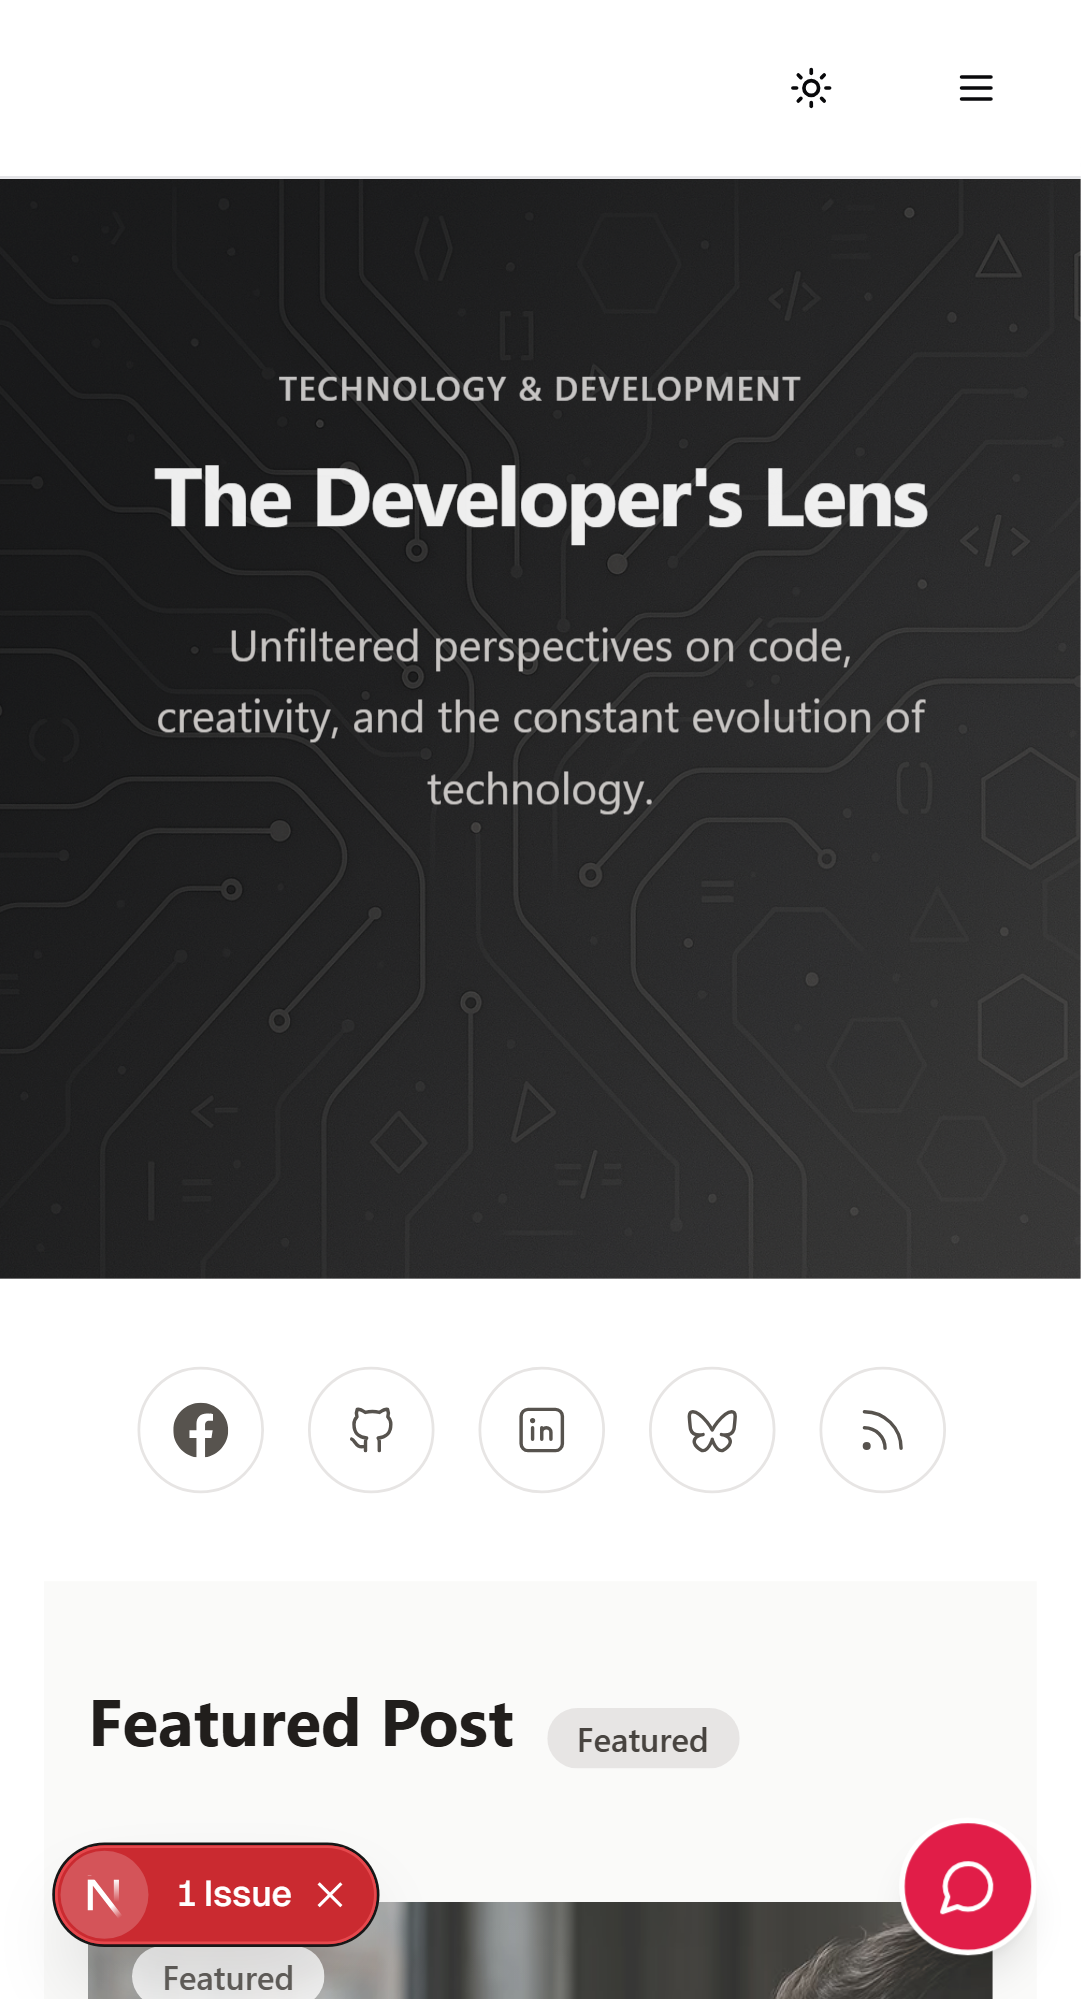 TECHNOLOGY & DEVELOPMENT
The Developer's Lens
Unfiltered perspectives on code,
creativity, and the constant evolution of
technology.
Featured Post
Featured
1 Issue
Featured